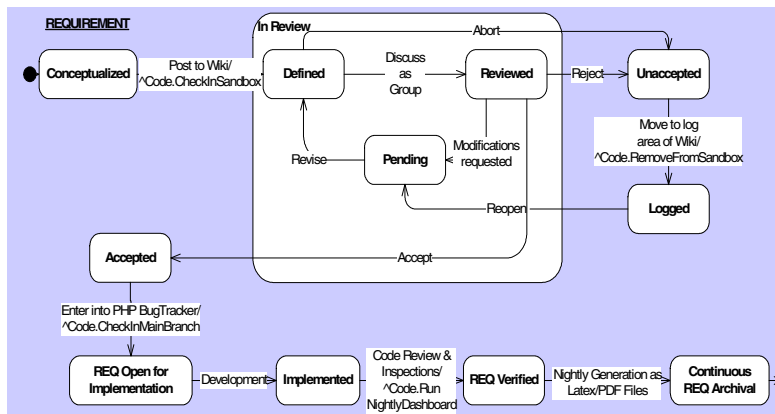 REQUIREMENT
In Review
Abort
Conceptualized
Post to Wiki/
^Code.CheckInSandbox
Defined
Discuss
as
Group
Reviewed
Reject
Unaccepted
Move to log
area of Wiki/
^Code.RemoveFromSandbox
Modifications
requested
Pending
Revise
Reopen
Logged
Accepted
Accept
Enter into PHP BugTracker/
^Code.CheckInMainBranch
REQ Open for
Implementation
Development
Implemented
Code Review &
Inspections/
^Code.Run
NightlyDashboard
REQ Verified
Nightly Generation as
Latex/PDF Files
Continuous
REQ Archival